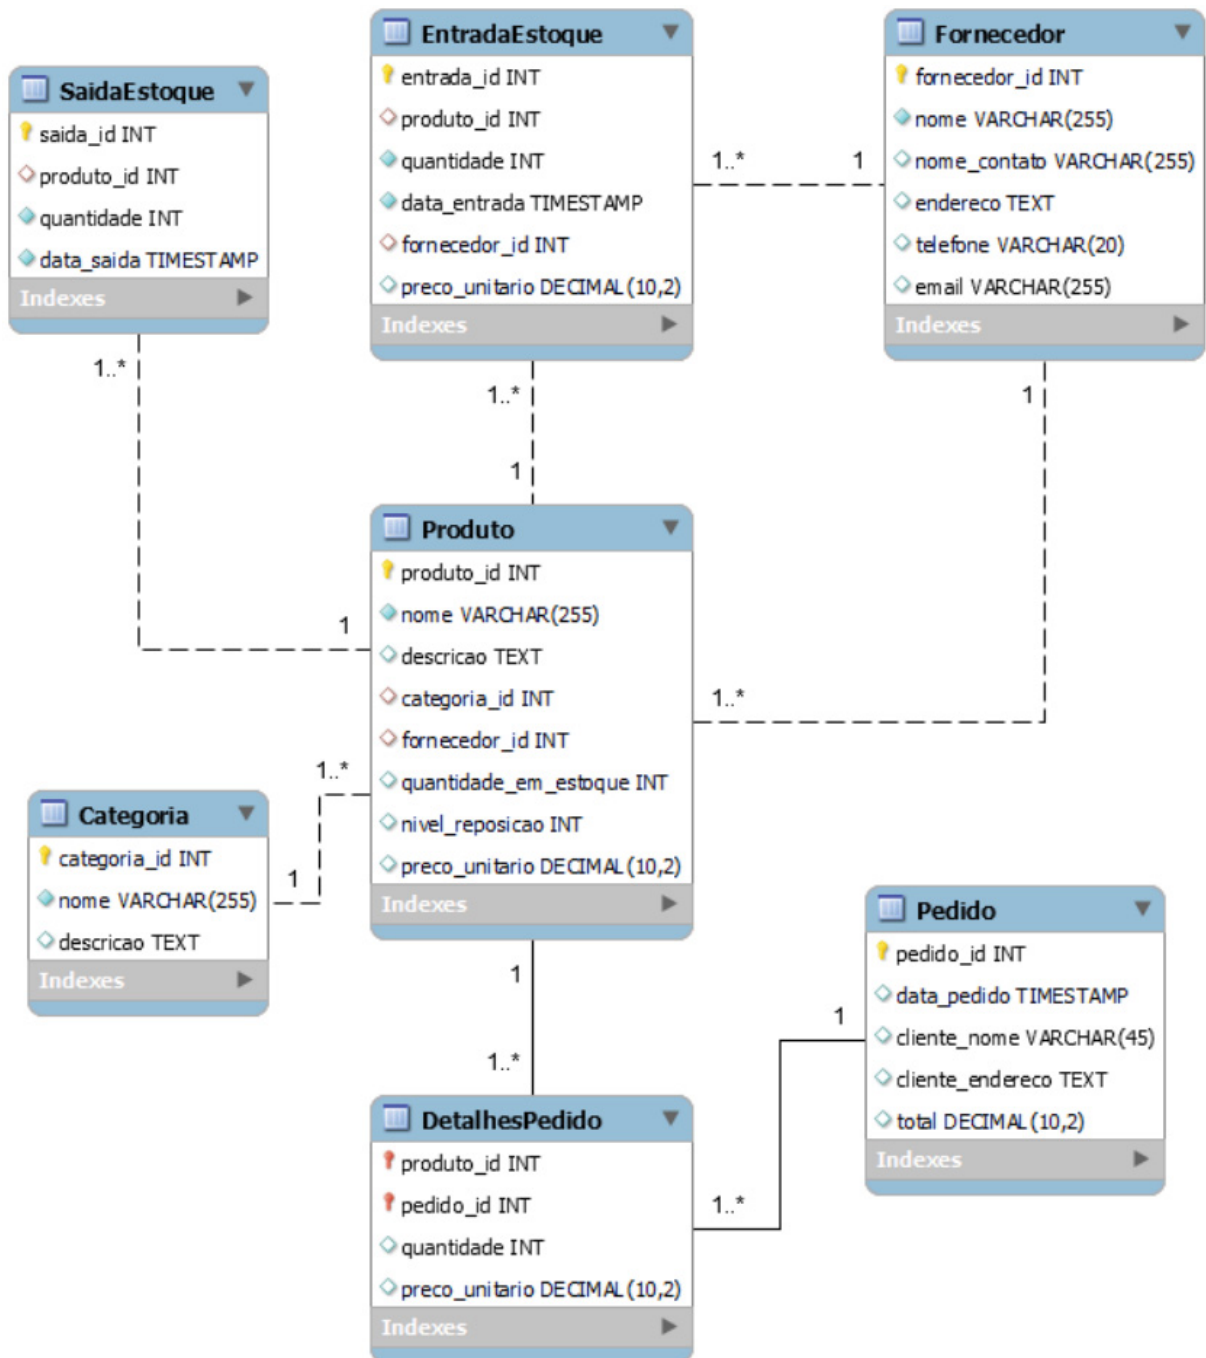 EntradaEstoque
entrada_id INT
produto_id INT
quantidade INT
data_entrada TIMESTAMP
fornecedor_id INT
preco_unitario DECIMAL(10,2)
Indexes
Fornecedor
fornecedor_id INT
nome VARCHAR(255)
nome_contato VARCHAR(255)
endereco TEXT
telefone VARCHAR(20)
email VARCHAR(255)
Indexes
SaidaEstoque
saida_id INT
produto_id INT
quantidade INT
data_saida TIMESTAMP
Indexes
1..*
1
1..*
1..*
1
1
1
1..*
Produto
produto_id INT
nome VARCHAR(255)
descricao TEXT
categoria_id INT
fornecedor_id INT
quantidade_em_estoque INT
nivel_reposicao INT
preco_unitario DECIMAL(10,2)
Indexes
1..*
1
Categoria
categoria_id INT
nome VARCHAR(255)
descricao TEXT
Indexes
Pedido
pedido_id INT
data_pedido TIMESTAMP
cliente_nome VARCHAR(45)
cliente_endereco TEXT
total DECIMAL(10,2)
Indexes
1
1
1..*
1..*
DetalhesPedido
produto_id INT
pedido_id INT
quantidade INT
preco_unitario DECIMAL(10,2)
Indexes